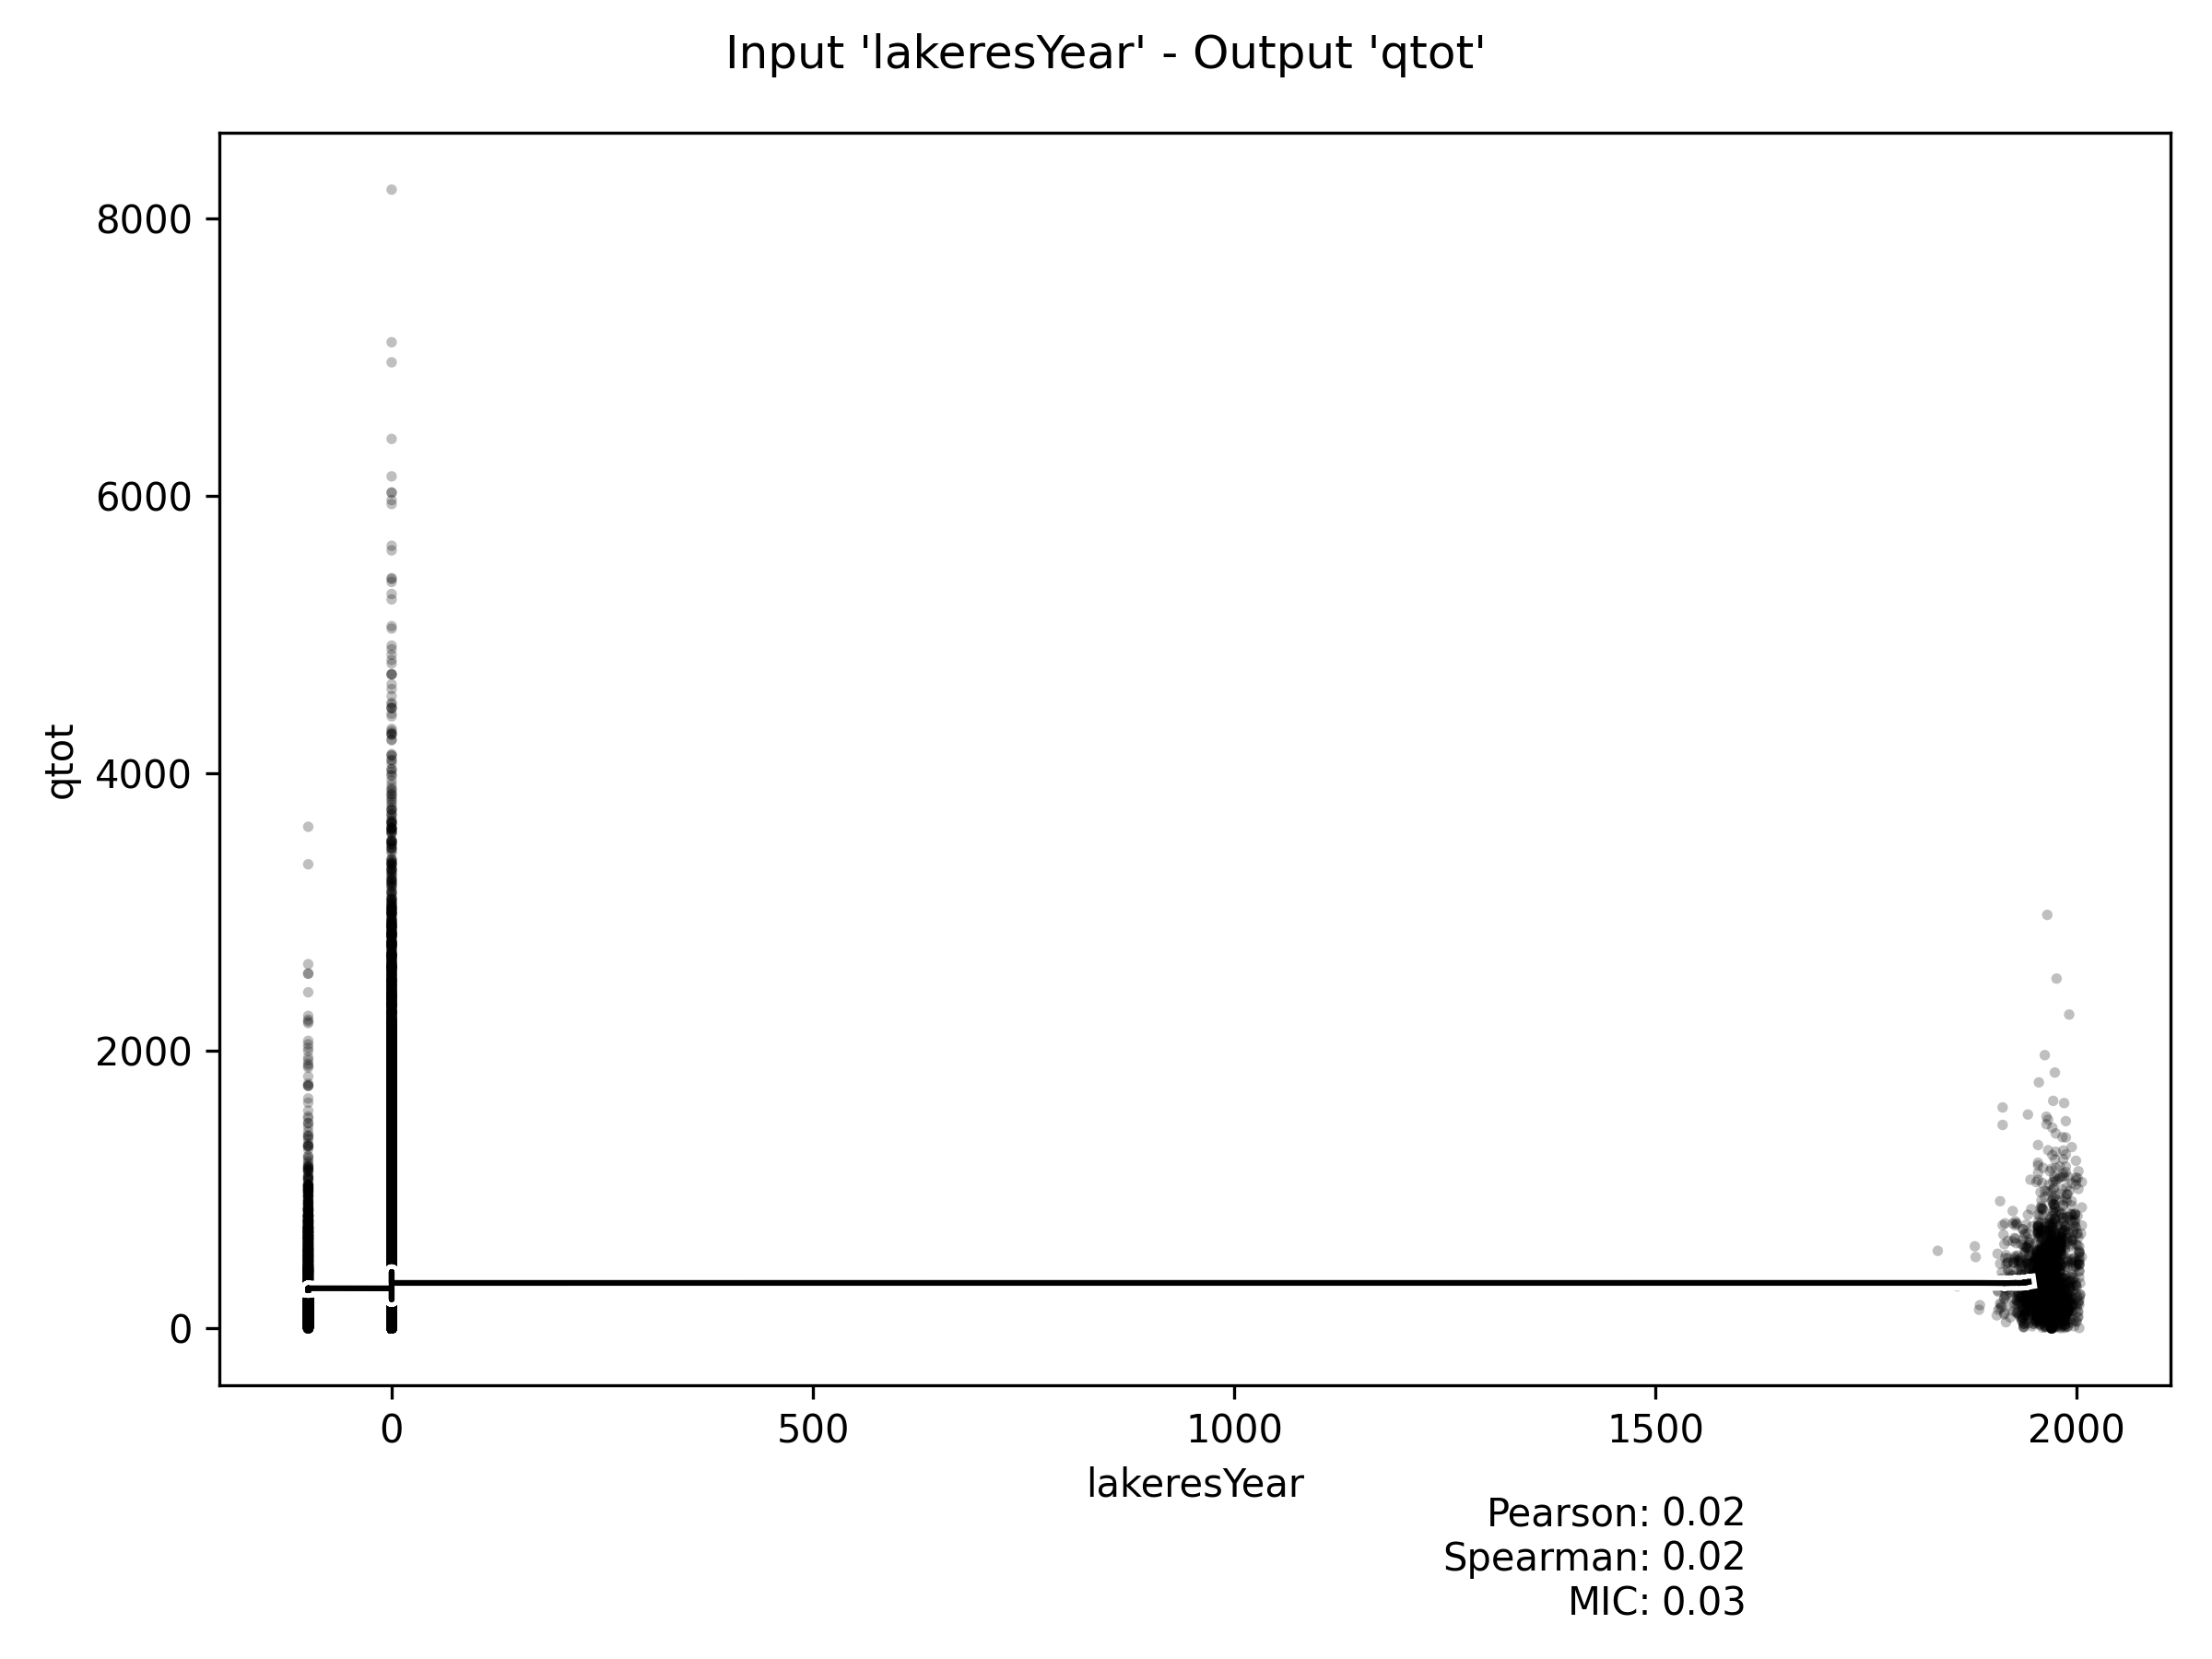 Input 'lakeresYear' - Output 'qtot'
8000
6000
4000
2000
0
qtot
0 500 1000 1500 2000
lakeresYear
Pearson: 0.02
Spearman: 0.02
MIC: 0.03